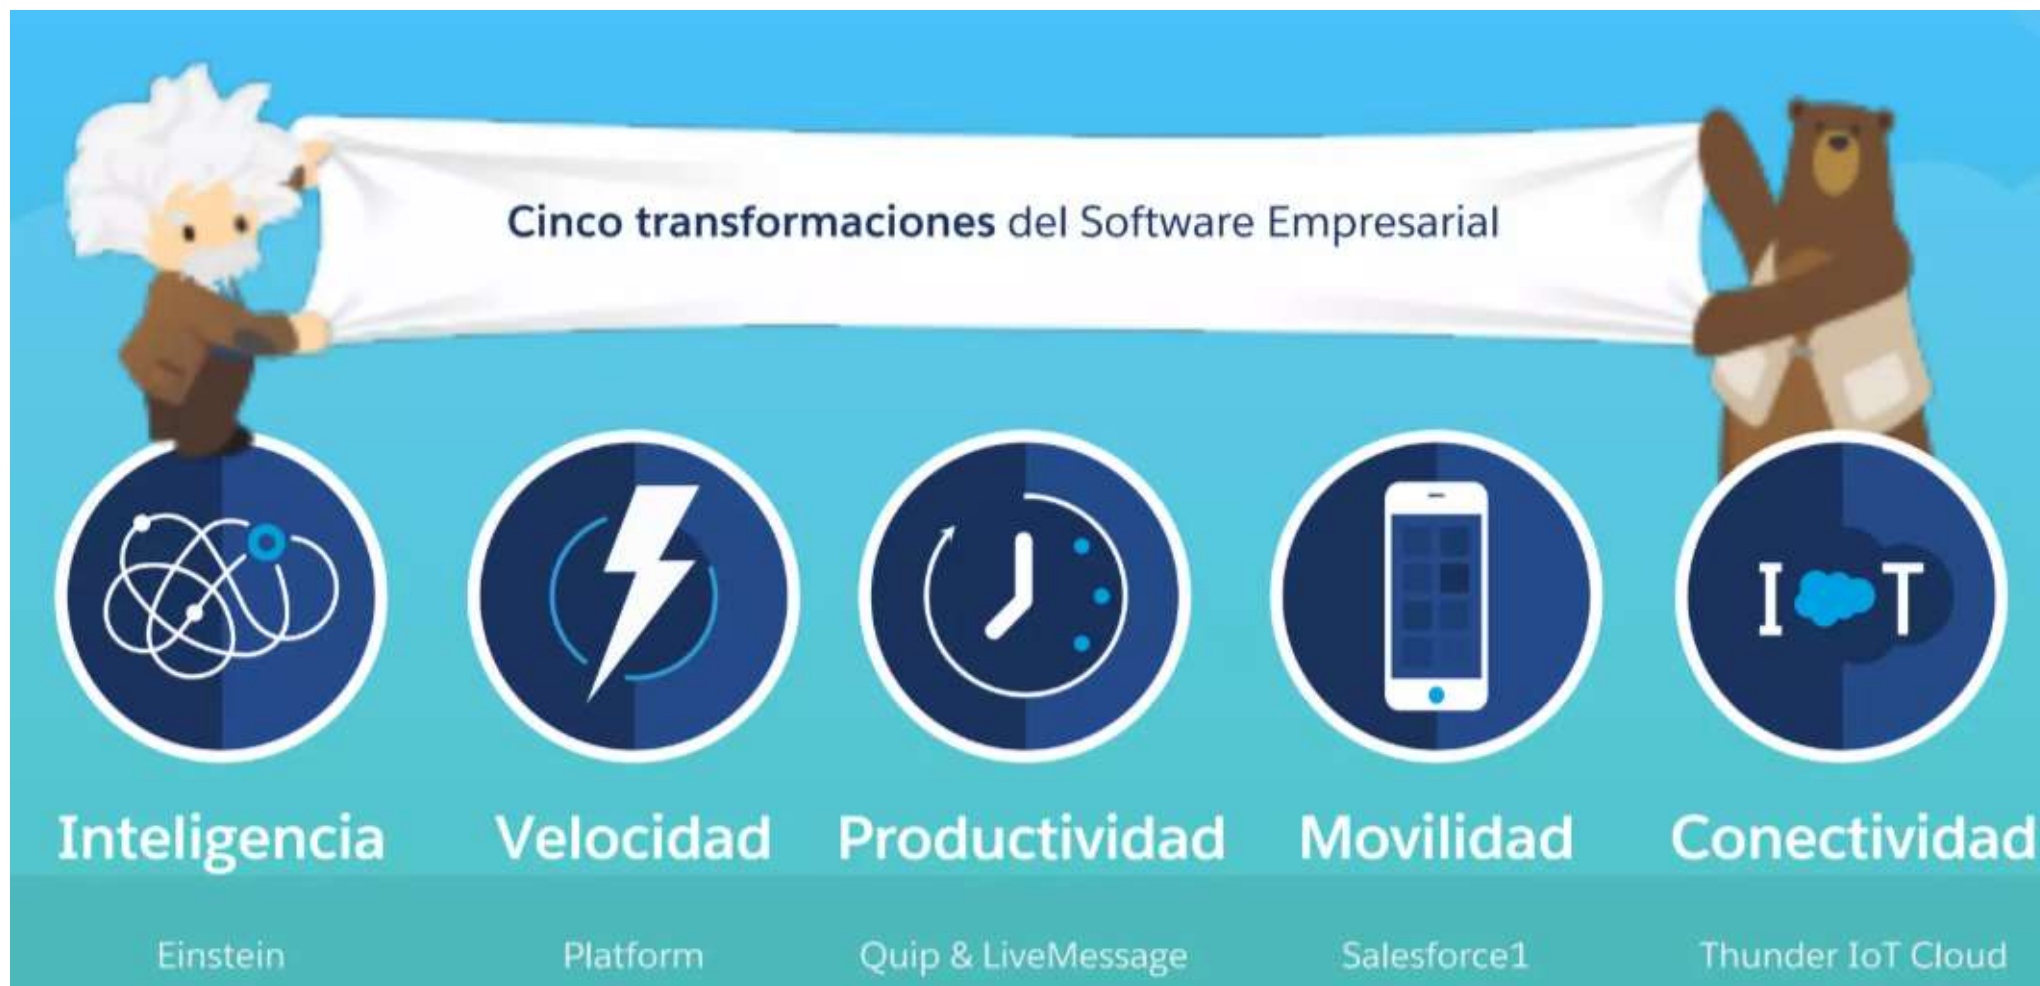 Cinco transformaciones del Software Empresarial
I T
Inteligencia
Velocidad
Productividad
Movilidad
Conectividad
Einstein
Platform
Quip & LiveMessage
Salesforce1
Thunder IoT Cloud